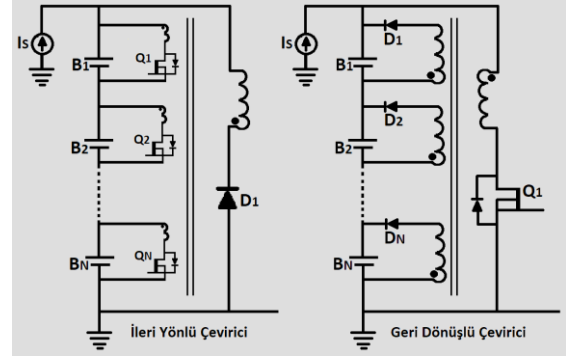 Is
B1
Q1
B2
Q2
BN
QN
D1
İleri Yönlü Çevirici
Is
D1
B1
D2
B2
DN
BN
Q1
Geri Dönüşlü Çevirici